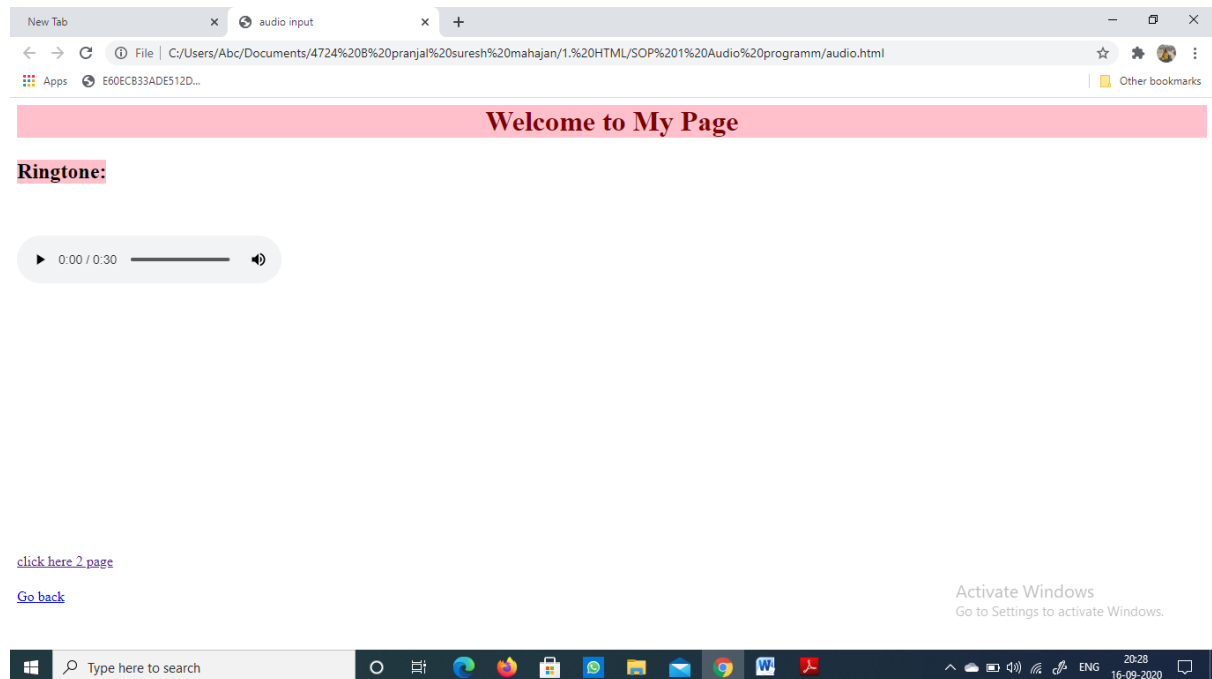 New Tab
audio input
File | C:/Users/Abc/Documents/4724%20B%20pranjal%20suresh%20mahajan/1.%20HTML/SOP%201%20Audio%20programm/audio.html
Apps E60ECB33ADE512D...
Other bookmarks
Welcome to My Page
Ringtone:
0:00 / 0:30
click here 2 page
Go back
Activate Windows
Go to Settings to activate Windows.
Type here to search
ENG
20:28
16-09-2020